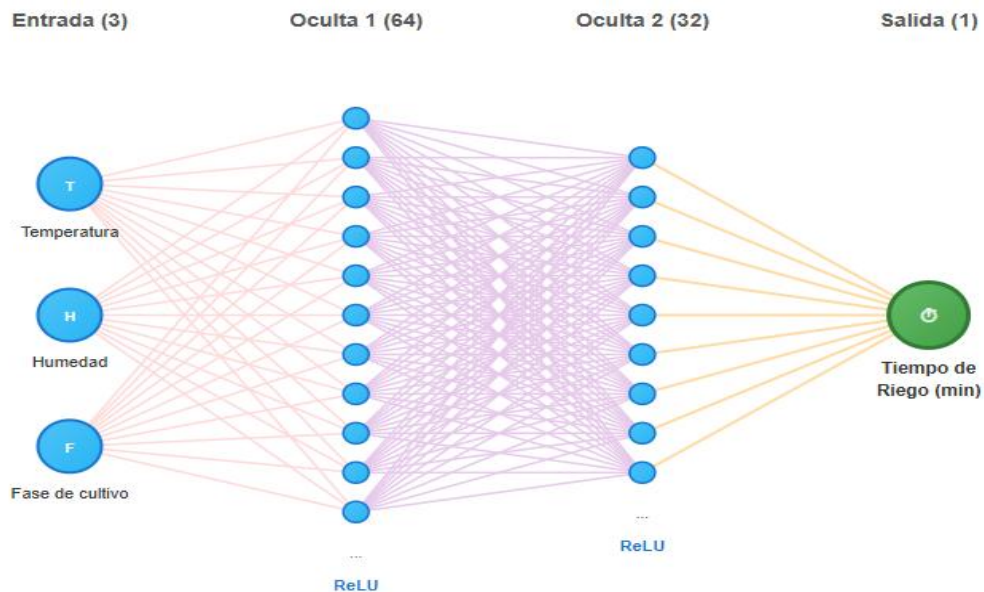 Entrada (3)
Oculta 1 (64)
Oculta 2 (32)
Salida (1)
T
Temperatura
H
Humedad
F
Fase de cultivo
...
ReLU
...
ReLU
Tiempo de
Riego (min)